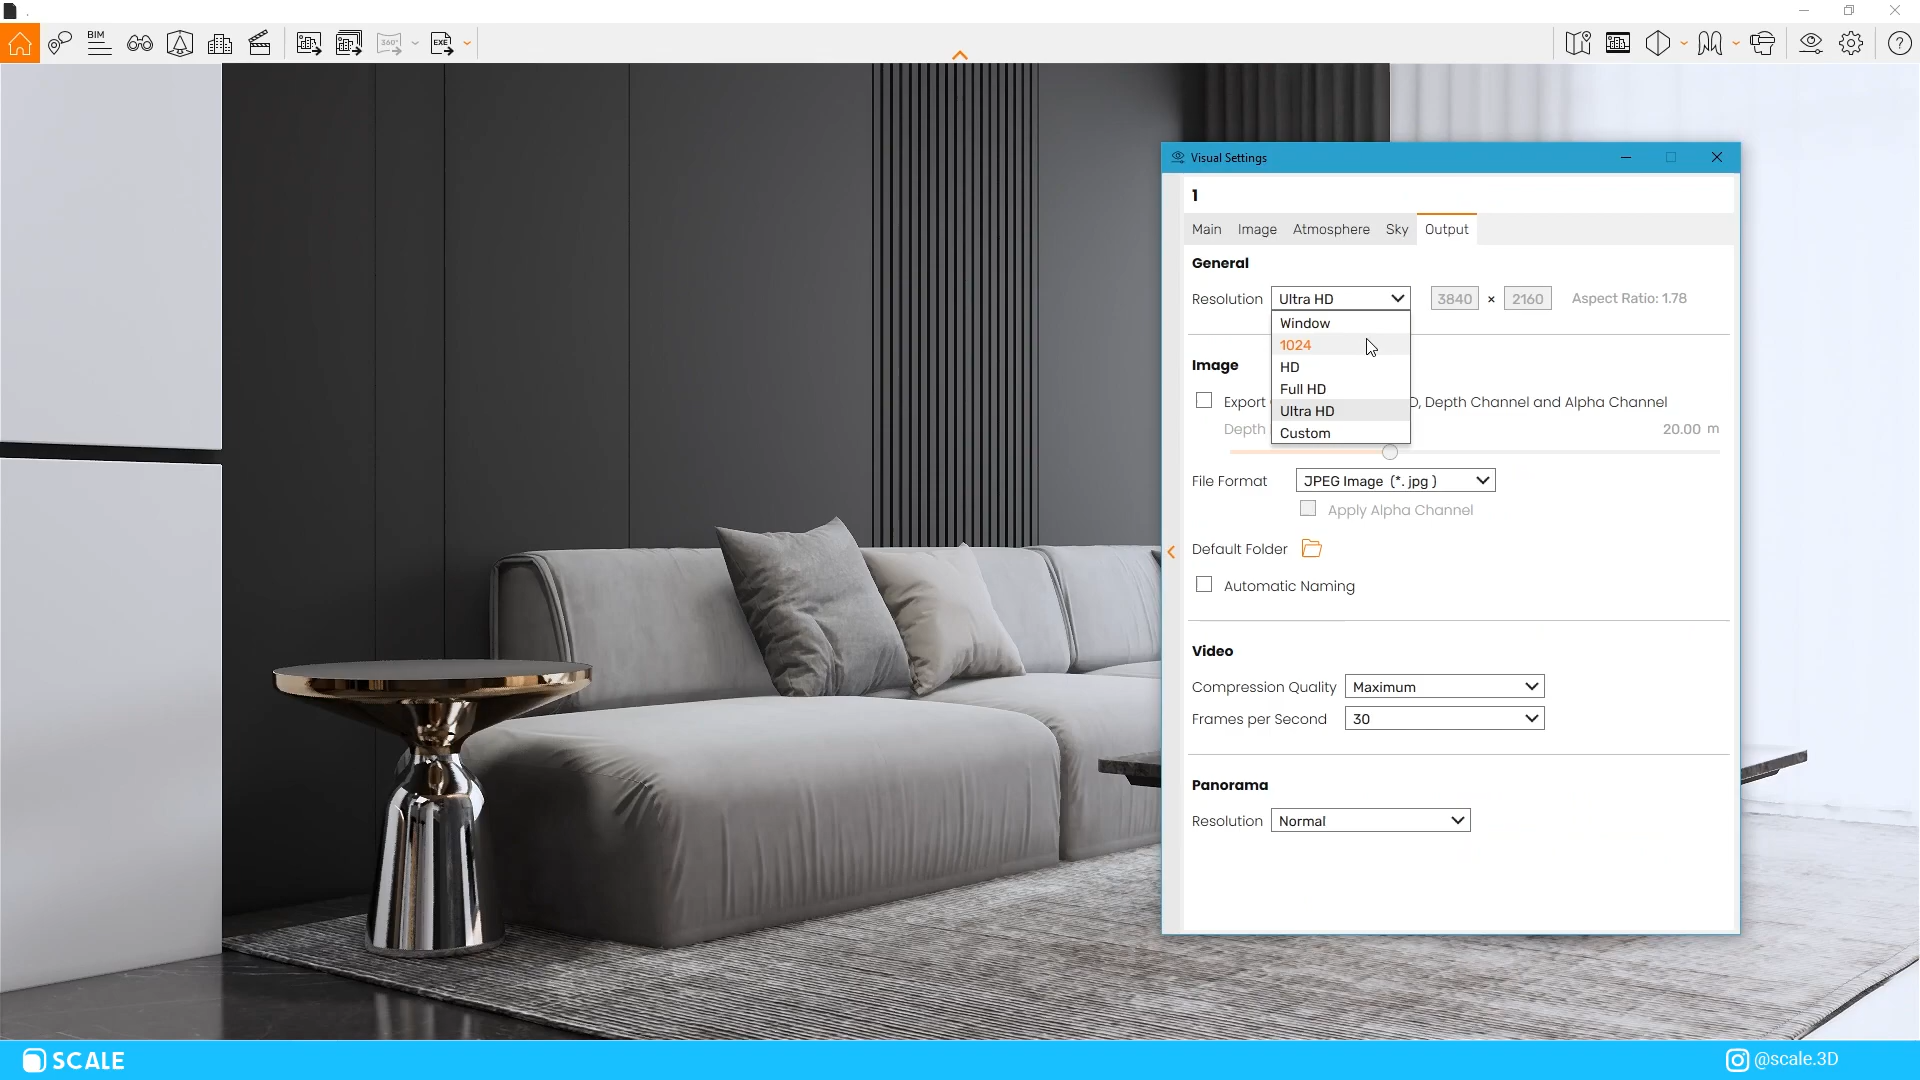 BIM
360°
EXE
Visual Settings
1
Main Image Atmosphere Sky Output
General
Resolution Ultra HD 3840 × 2160 Aspect Ratio: 1.78
Window
1024
Image HD
Full HD
Export D, Depth Channel and Alpha Channel
Ultra HD
Depth 20.00 m
Custom
File Format JPEG Image (*.jpg )
Apply Alpha Channel
Default Folder
Automatic Naming
Video
Compression Quality Maximum
Frames per Second 30
Panorama
Resolution Normal
SCALE @scale.3D